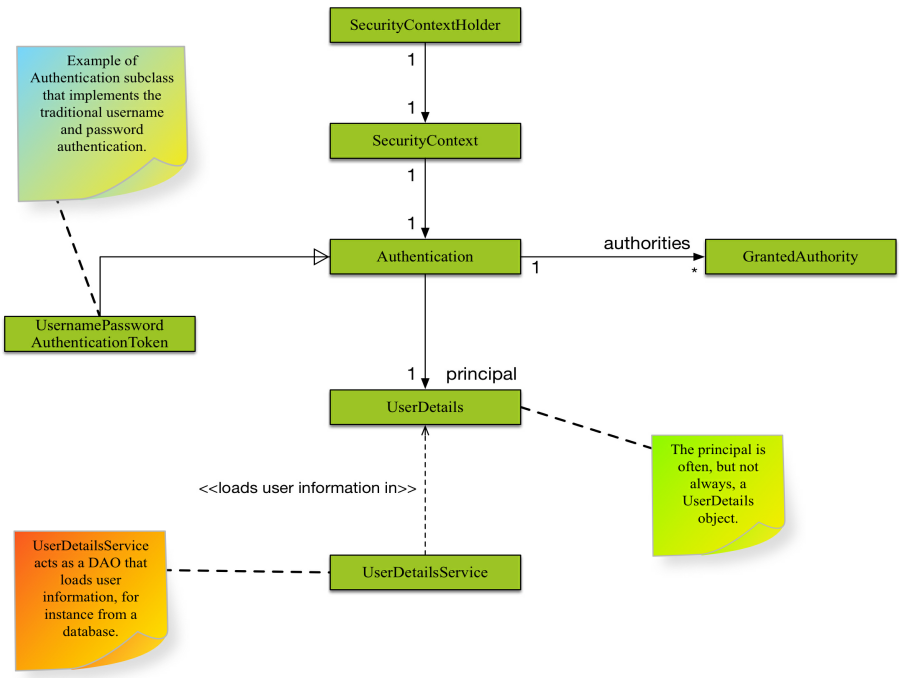 SecurityContextHolder
1
1
Example of
Authentication subclass
that implements the
traditional username
and password
authentication.
SecurityContext
1
1
Authentication
1
authorities
*
GrantedAuthority
UsernamePassword
AuthenticationToken
1
principal
UserDetails
The principal is
often, but not
always, a
UserDetails
object.
<<loads user information in>>
UserDetailsService
acts as a DAO that
loads user
information, for
instance from a
database.
UserDetailsService